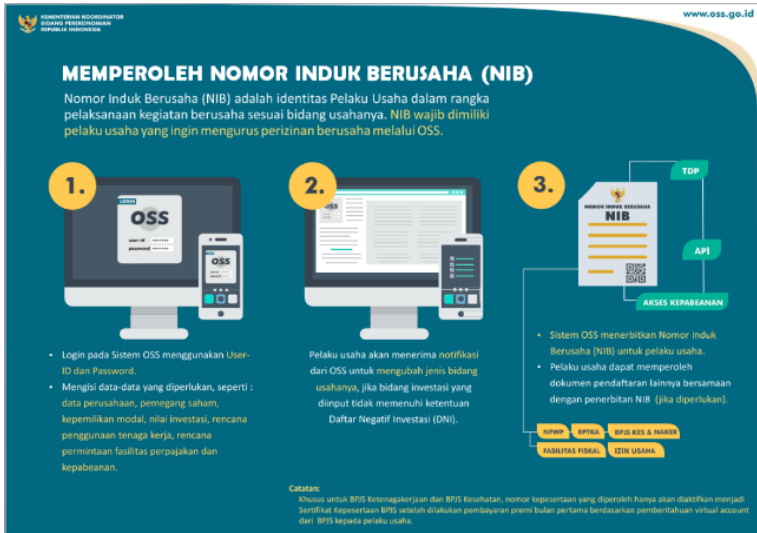 KEMENTERIAN KOORDINATOR
BIDANG PEREKONOMIAN
REPUBLIK INDONESIA
www.oss.go.id
MEMPEROLEH NOMOR INDUK BERUSAHA (NIB)
Nomor Induk Berusaha (NIB) adalah identitas Pelaku Usaha dalam rangka
pelaksanaan kegiatan berusaha sesuai bidang usahanya. NIB wajib dimiliki
pelaku usaha yang ingin mengurus perizinan berusaha melalui OSS.
1.
LOGIN
OSS
user-id
password
OSS
• Login pada Sistem OSS menggunakan User-
ID dan Password.
• Mengisi data-data yang diperlukan, seperti :
data perusahaan, pemegang saham,
kepemilikan modal, nilai investasi, rencana
penggunaan tenaga kerja, rencana
permintaan fasilitas perpajakan dan
kepabeanan.
2.
OSS
Pelaku usaha akan menerima notifikasi
dari OSS untuk mengubah jenis bidang
usahanya, jika bidang investasi yang
diinput tidak memenuhi ketentuan
Daftar Negatif Investasi (DNI).
3.
NOMOR INDUK BERUSAHA
NIB
TDP
API
AKSES KEPABEANAN
• Sistem OSS menerbitkan Nomor Induk
Berusaha (NIB) untuk pelaku usaha.
• Pelaku usaha dapat memperoleh
dokumen pendaftaran lainnya bersamaan
dengan penerbitan NIB (jika diperlukan).
NPWP
RPTKA
BPJS KES & NAKER
FASILITAS FISKAL
IZIN USAHA
Catatan:
Khusus untuk BPJS Ketenagakerjaan dan BPJS Kesehatan, nomor kepesertaan yang diperoleh hanya akan diaktifkan menjadi
Sertifikat Kepesertaan BPJS setelah dilakukan pembayaran premi bulan pertama berdasarkan pemberitahuan virtual account
dari BPJS kepada pelaku usaha.